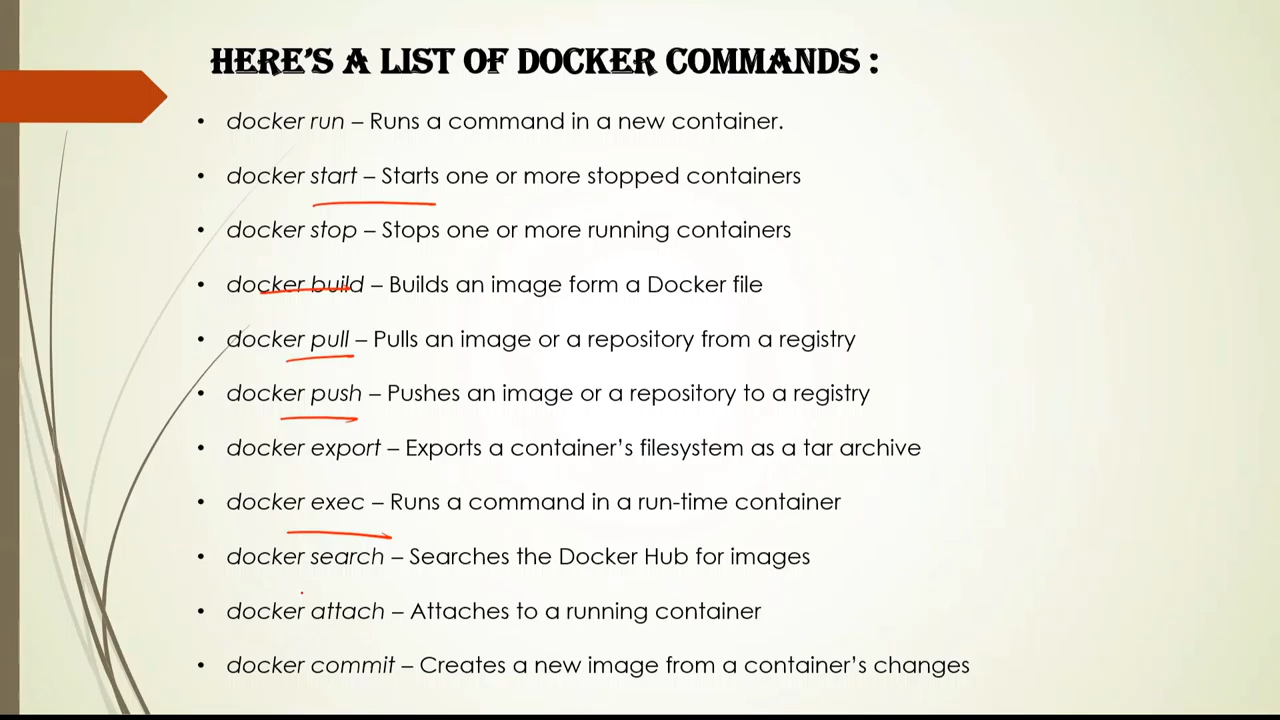 HERE'S A LIST OF DOCKER COMMANDS :
• docker run – Runs a command in a new container.
• docker start – Starts one or more stopped containers
• docker stop – Stops one or more running containers
• docker build – Builds an image form a Docker file
• docker pull – Pulls an image or a repository from a registry
• docker push – Pushes an image or a repository to a registry
• docker export – Exports a container's filesystem as a tar archive
• docker exec – Runs a command in a run-time container
• docker search – Searches the Docker Hub for images
• docker attach – Attaches to a running container
• docker commit – Creates a new image from a container's changes